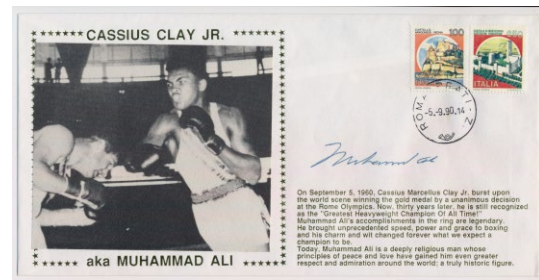 CASSIUS CLAY JR.
aka MUHAMMAD ALI
100
ITALIA
ROMA
-5.-9.90.14
Muhammad Ali
On September 5, 1960, Cassius Marcellus Clay Jr. burst upon
the world scene winning the gold medal by a unanimous decision
at the Rome Olympics. Now, thirty years later, he is still recognized
as the "Greatest Heavyweight Champion Of All Time!"
Muhammad Ali's accomplishments in the ring are legendary.
He brought unprecedented speed, power and grace to boxing
and his charm and wit changed forever what we expect a
champion to be.
Today, Muhammad Ali is a deeply religious man whose
principles of peace and love have gained him even greater
respect and admiration around the world; a truly historic figure.